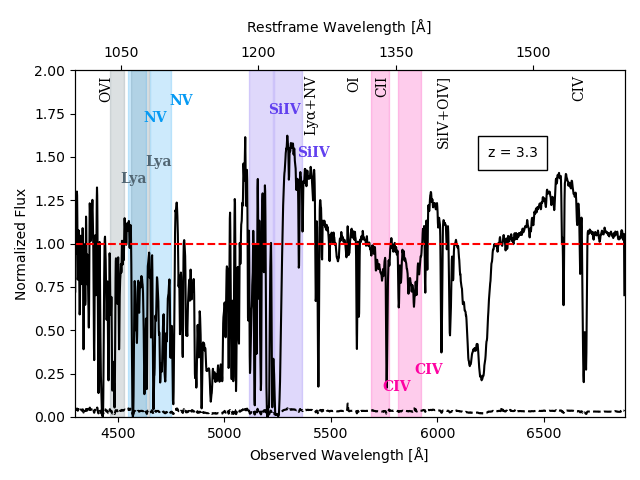 Restframe Wavelength [Å]
1050 1200 1350 1500
2.00
1.75
1.50
1.25
1.00
0.75
0.50
0.25
0.00
Normalized Flux
OVI
Lyα+NV
OI
CII
SiIV+OIV]
CIV
NV
NV
SiIV
SiIV
Lya
Lya
z = 3.3
CIV
CIV
4500 5000 5500 6000 6500
Observed Wavelength [Å]